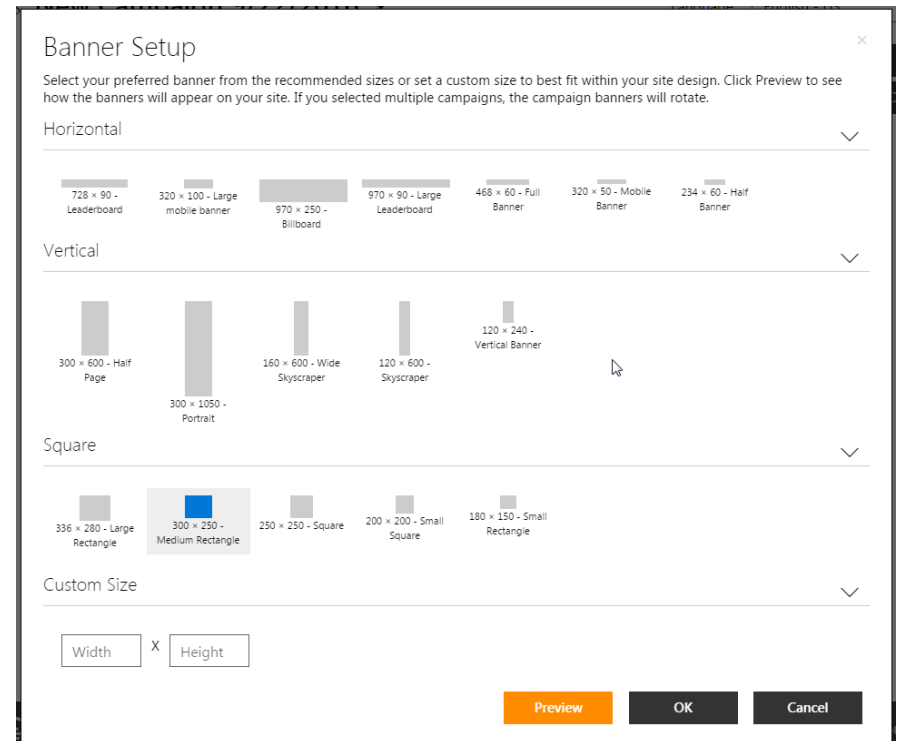 Banner Setup
Select your preferred banner from the recommended sizes or set a custom size to best fit within your site design. Click Preview to see
how the banners will appear on your site. If you selected multiple campaigns, the campaign banners will rotate.
Horizontal
728 × 90 -
Leaderboard
320 × 100 - Large
mobile banner
970 × 250 -
Billboard
970 × 90 - Large
Leaderboard
468 × 60 - Full
Banner
320 × 50 - Mobile
Banner
234 × 60 - Half
Banner
Vertical
300 × 600 - Half
Page
300 × 1050 -
Portrait
160 × 600 - Wide
Skyscraper
120 × 600 -
Skyscraper
120 × 240 -
Vertical Banner
Square
336 × 280 - Large
Rectangle
300 × 250 -
Medium Rectangle
250 × 250 - Square
200 × 200 - Small
Square
180 × 150 - Small
Rectangle
Custom Size
Width X Height
Preview OK Cancel